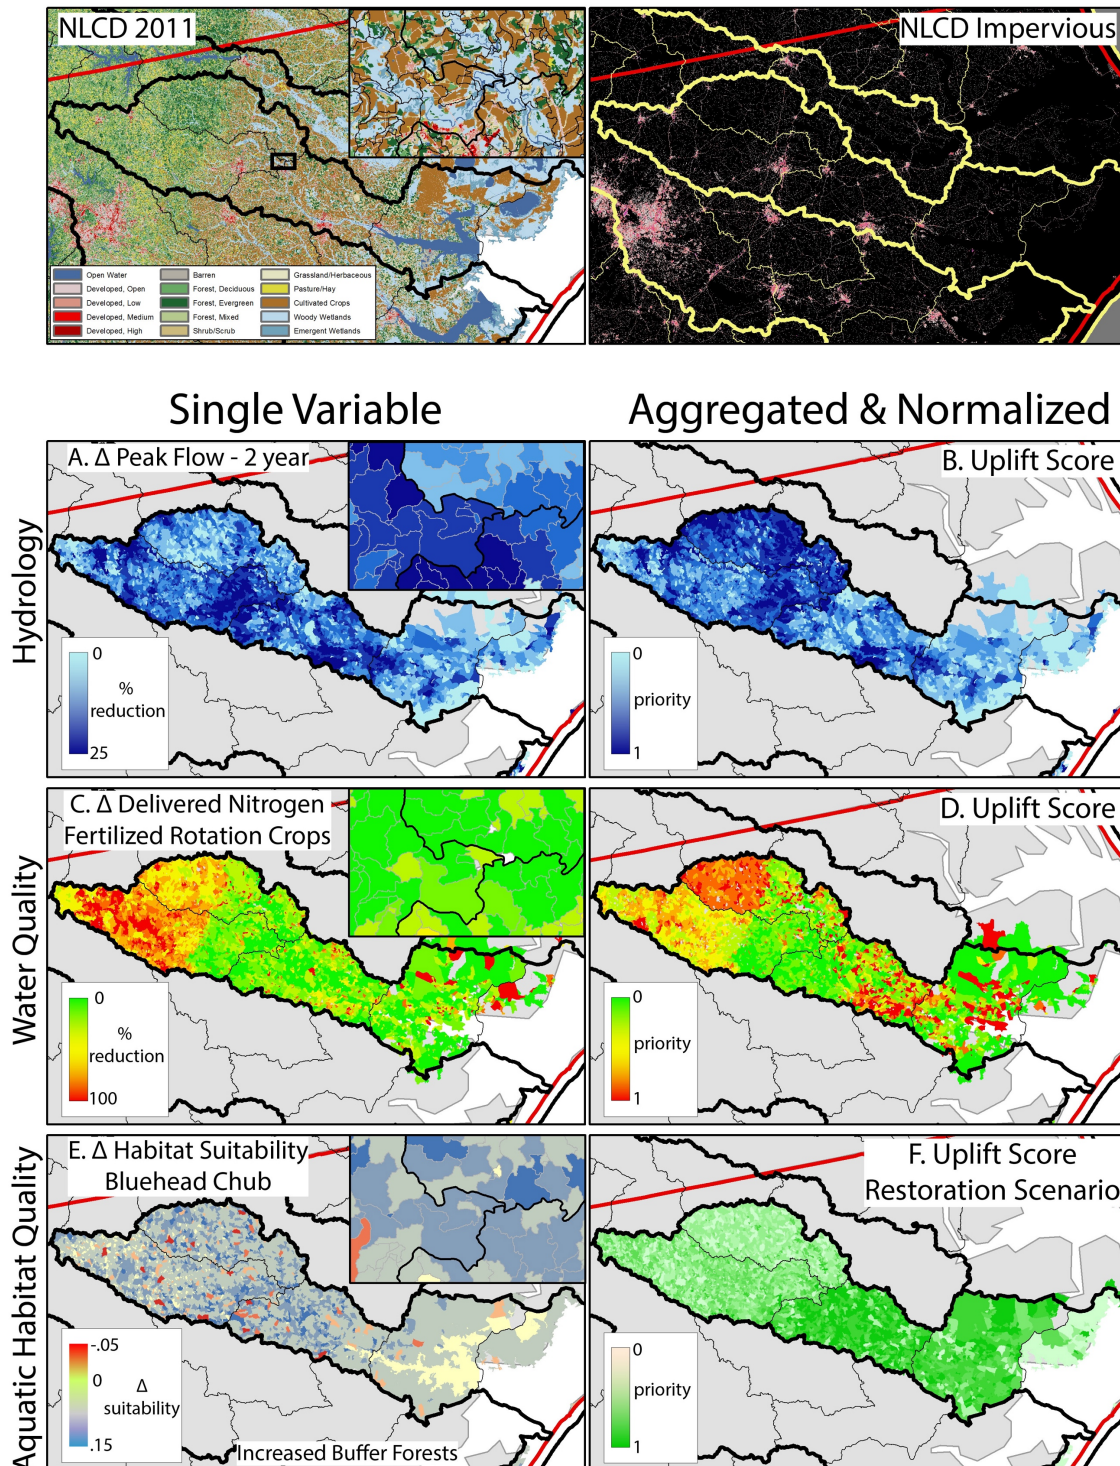 NLCD 2011
NLCD Impervious
Open Water
Developed, Open
Developed, Low
Developed, Medium
Developed, High
Barren
Forest, Deciduous
Forest, Evergreen
Forest, Mixed
Shrub/Scrub
Grassland/Herbaceous
Pasture/Hay
Cultivated Crops
Woody Wetlands
Emergent Wetlands
Single Variable
Aggregated & Normalized
Hydrology
A. Δ Peak Flow - 2 year
0
%
reduction
25
B. Uplift Score
0
priority
1
Water Quality
C. Δ Delivered Nitrogen
Fertilized Rotation Crops
0
%
reduction
100
D. Uplift Score
0
priority
1
Aquatic Habitat Quality
E. Δ Habitat Suitability
Bluehead Chub
-.05
0
Δ
suitability
.15
Increased Buffer Forests
F. Uplift Score
Restoration Scenario
0
priority
1